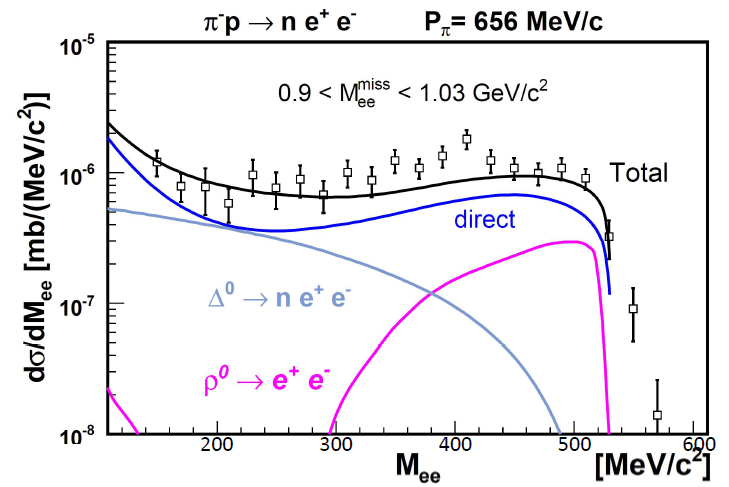 π⁻p → n e⁺ e⁻ P_π= 656 MeV/c
10⁻⁵
0.9 < M_ee^miss < 1.03 GeV/c²
10⁻⁶
Total
direct
10⁻⁷
Δ⁰ → n e⁺ e⁻
ρ⁰ → e⁺ e⁻
10⁻⁸
dσ/dM_ee [mb/(MeV/c²)]
200 300 400 500 600
M_ee [MeV/c²]